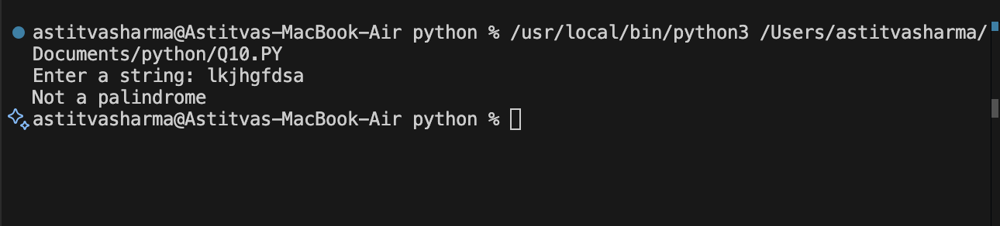 astitvasharma@Astitvas-MacBook-Air python % /usr/local/bin/python3 /Users/astitvasharma/
Documents/python/Q10.PY
Enter a string: lkjhgfdsa
Not a palindrome
astitvasharma@Astitvas-MacBook-Air python %